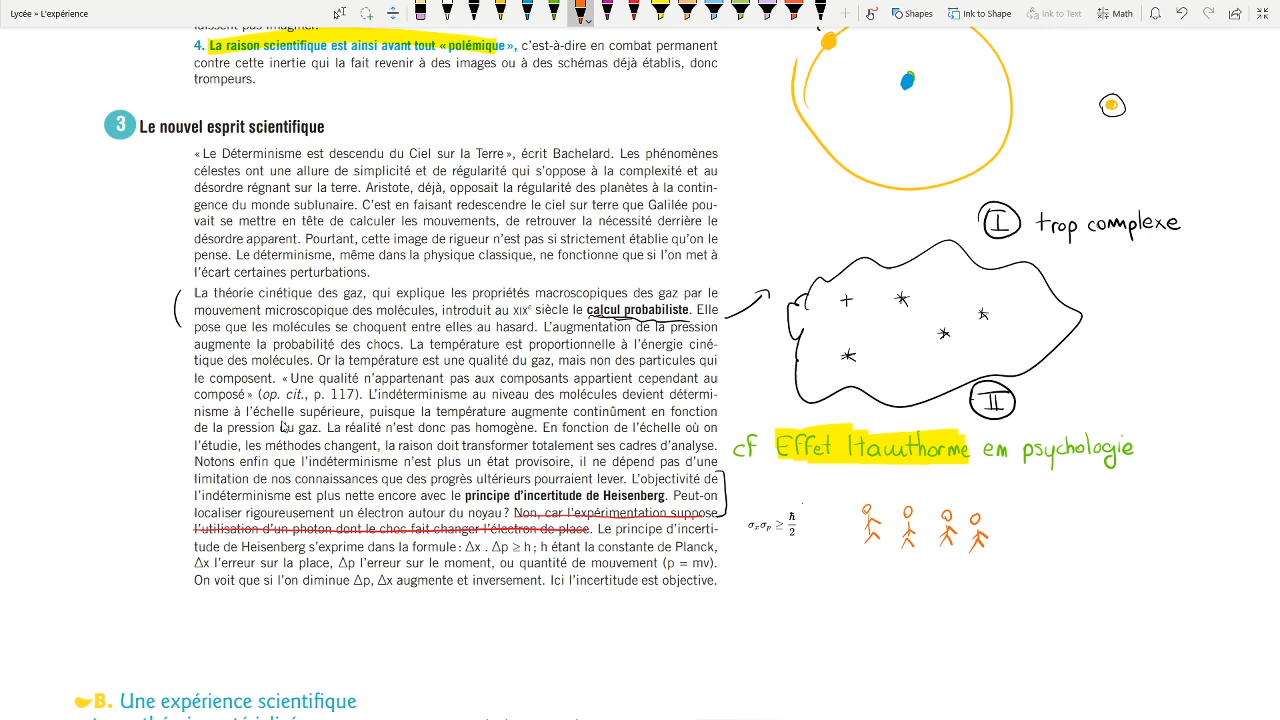 Lycée » L'expérience
Shapes
Ink to Shape
Ink to Text
Math
4. La raison scientifique est ainsi avant tout « polémique », c'est-à-dire en combat permanent
contre cette inertie qui la fait revenir à des images ou à des schémas déjà établis, donc
trompeurs.
3 Le nouvel esprit scientifique
« Le Déterminisme est descendu du Ciel sur la Terre », écrit Bachelard. Les phénomènes
célestes ont une allure de simplicité et de régularité qui s'oppose à la complexité et au
désordre régnant sur la terre. Aristote, déjà, opposait la régularité des planètes à la contin-
gence du monde sublunaire. C'est en faisant redescendre le ciel sur terre que Galilée pou-
vait se mettre en tête de calculer les mouvements, de retrouver la nécessité derrière le
désordre apparent. Pourtant, cette image de rigueur n'est pas si strictement établie qu'on le
pense. Le déterminisme, même dans la physique classique, ne fonctionne que si l'on met à
l'écart certaines perturbations.
La théorie cinétique des gaz, qui explique les propriétés macroscopiques des gaz par le
mouvement microscopique des molécules, introduit au XIXe siècle le calcul probabiliste. Elle
pose que les molécules se choquent entre elles au hasard. L'augmentation de la pression
augmente la probabilité des chocs. La température est proportionnelle à l'énergie ciné-
tique des molécules. Or la température est une qualité du gaz, mais non des particules qui
le composent. « Une qualité n'appartenant pas aux composants appartient cependant au
composé » (op. cit., p. 117). L'indéterminisme au niveau des molécules devient détermi-
nisme à l'échelle supérieure, puisque la température augmente continûment en fonction
de la pression du gaz. La réalité n'est donc pas homogène. En fonction de l'échelle où on
l'étudie, les méthodes changent, la raison doit transformer totalement ses cadres d'analyse.
Notons enfin que l'indéterminisme n'est plus un état provisoire, il ne dépend pas d'une
limitation de nos connaissances que des progrès ultérieurs pourraient lever. L'objectivité de
l'indéterminisme est plus nette encore avec le principe d'incertitude de Heisenberg. Peut-on
localiser rigoureusement un électron autour du noyau ? Non, car l'expérimentation suppose
l'utilisation d'un photon dont le choc fait changer l'électron de place. Le principe d'incerti-
tude de Heisenberg s'exprime dans la formule : Δx . Δp ≥ h ; h étant la constante de Planck,
Δx l'erreur sur la place, Δp l'erreur sur le moment, ou quantité de mouvement (p = mv).
On voit que si l'on diminue Δp, Δx augmente et inversement. Ici l'incertitude est objective.
B. Une expérience scientifique
I trop complexe
II
cf Effet Hawthorme en psychologie
σxσp ≥ ℏ/2